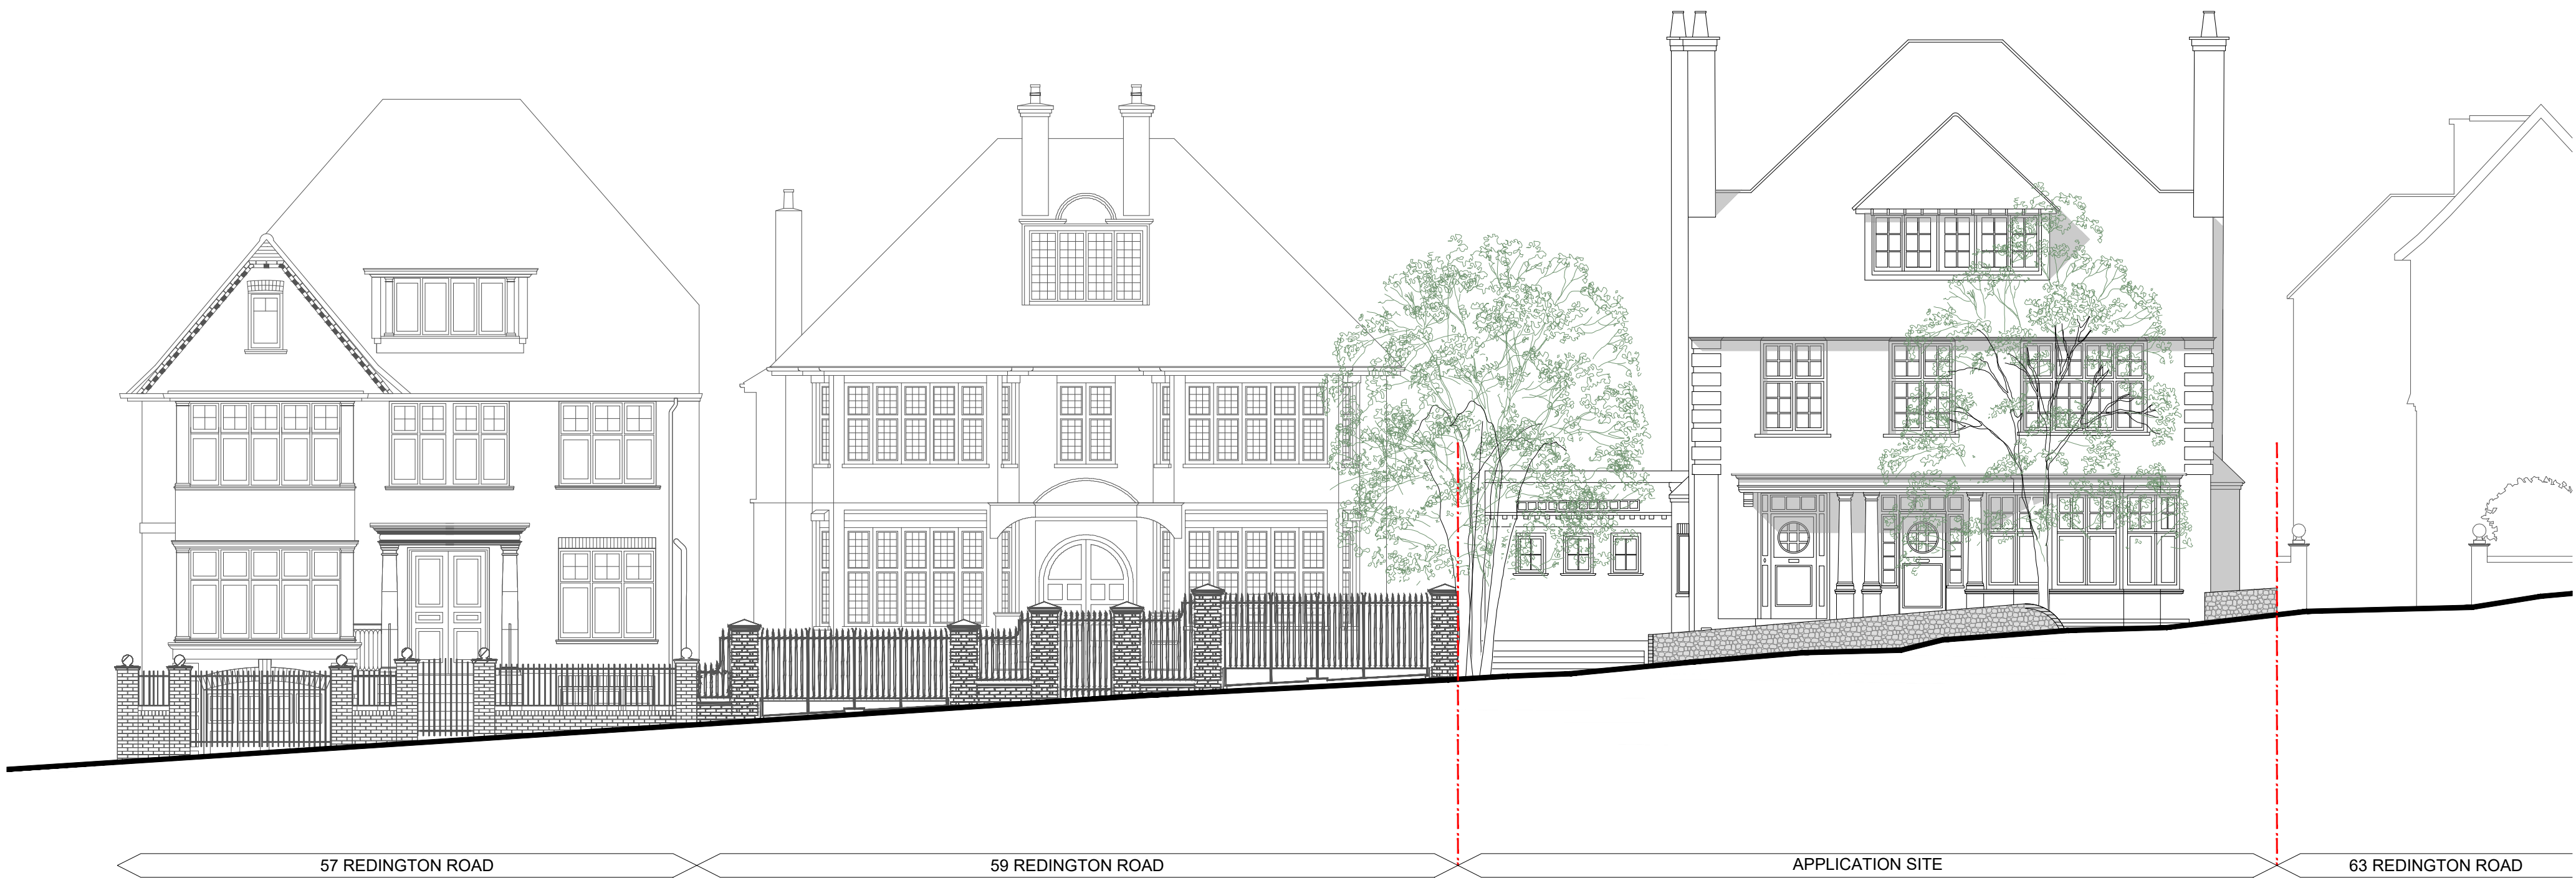 57 REDINGTON ROAD
59 REDINGTON ROAD
APPLICATION SITE
63 REDINGTON ROAD